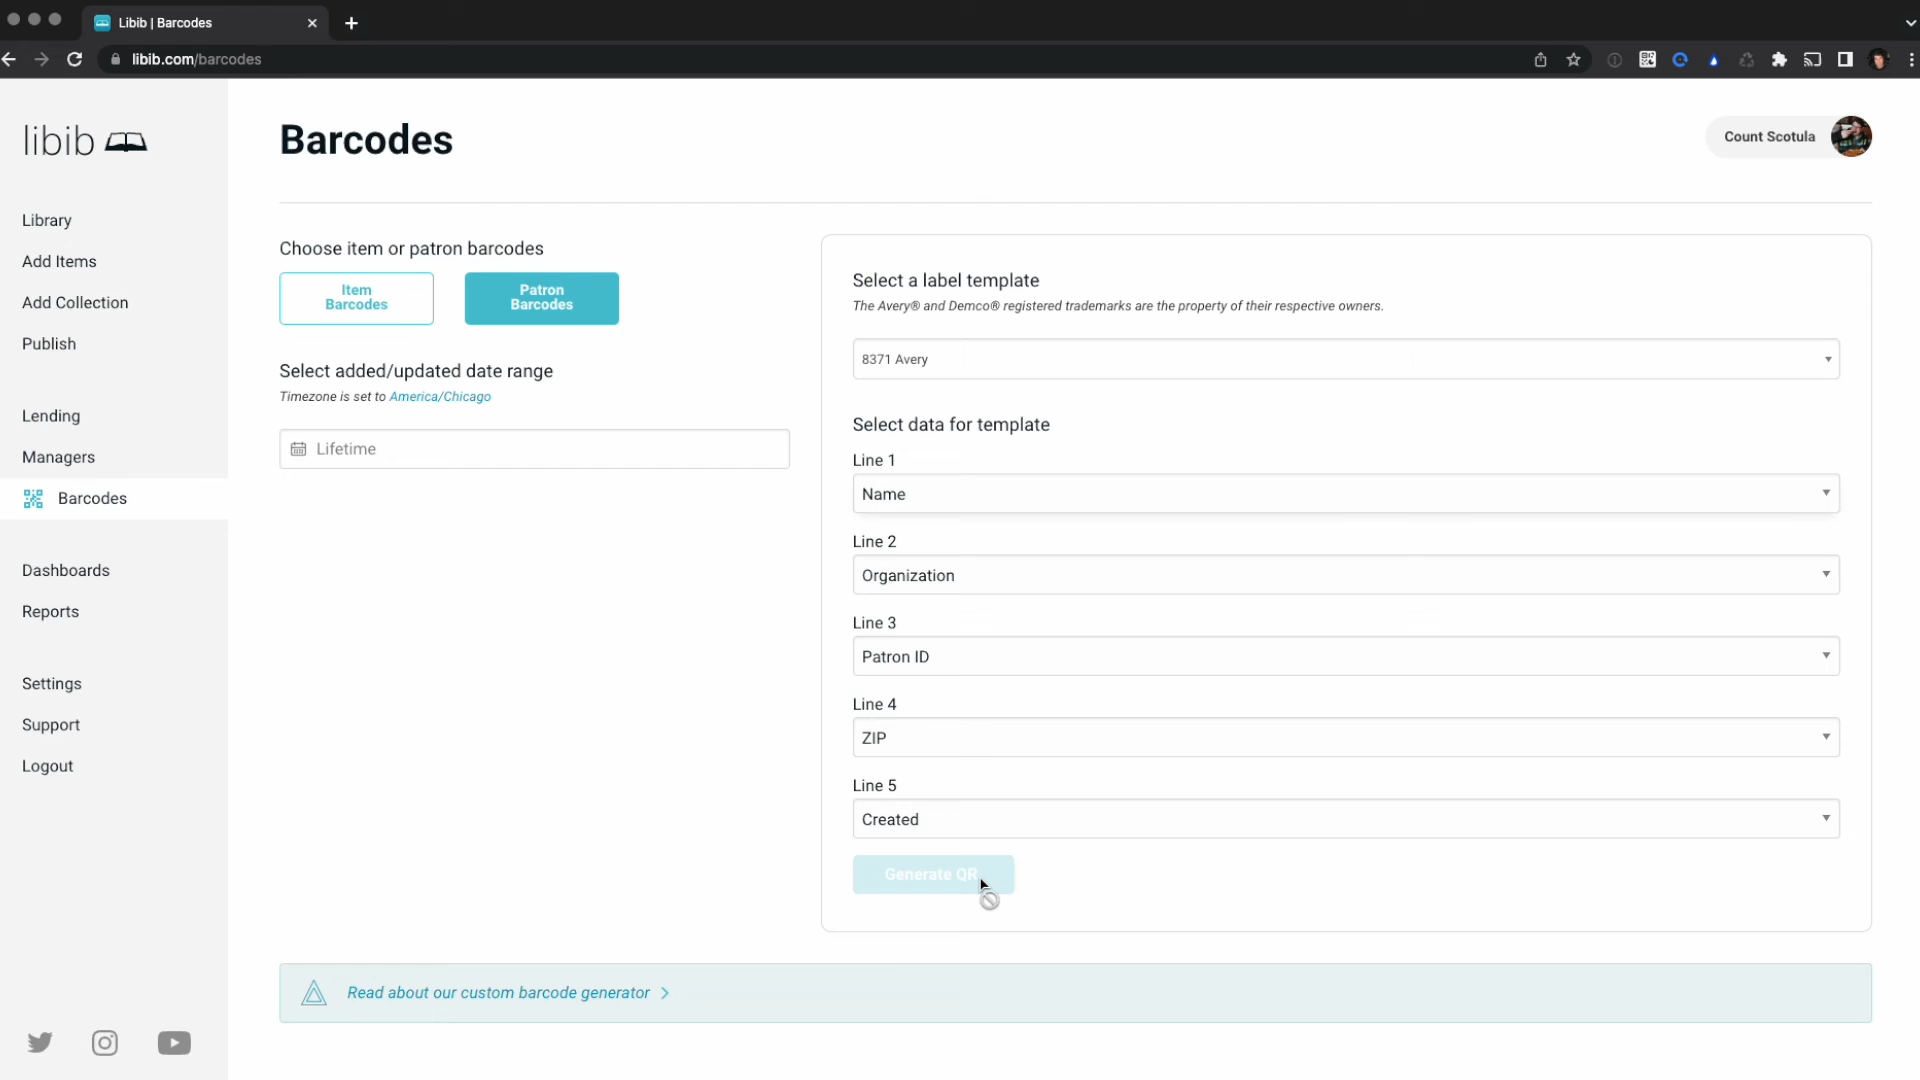 Libib | Barcodes
libib.com/barcodes
libib
Barcodes
Count Scotula
Library
Add Items
Add Collection
Publish
Lending
Managers
Barcodes
Dashboards
Reports
Settings
Support
Logout
Choose item or patron barcodes
Item
Barcodes
Patron
Barcodes
Select added/updated date range
Timezone is set to America/Chicago
Lifetime
Select a label template
The Avery® and Demco® registered trademarks are the property of their respective owners.
8371 Avery
Select data for template
Line 1
Name
Line 2
Organization
Line 3
Patron ID
Line 4
ZIP
Line 5
Created
Generate QR
Read about our custom barcode generator